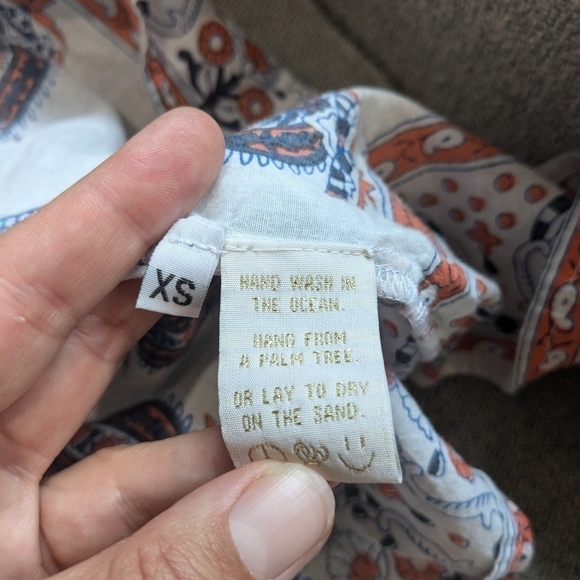 XS
HAND WASH IN
THE OCEAN.
HANG FROM
A PALM TREE.
OR LAY TO DRY
ON THE SAND.